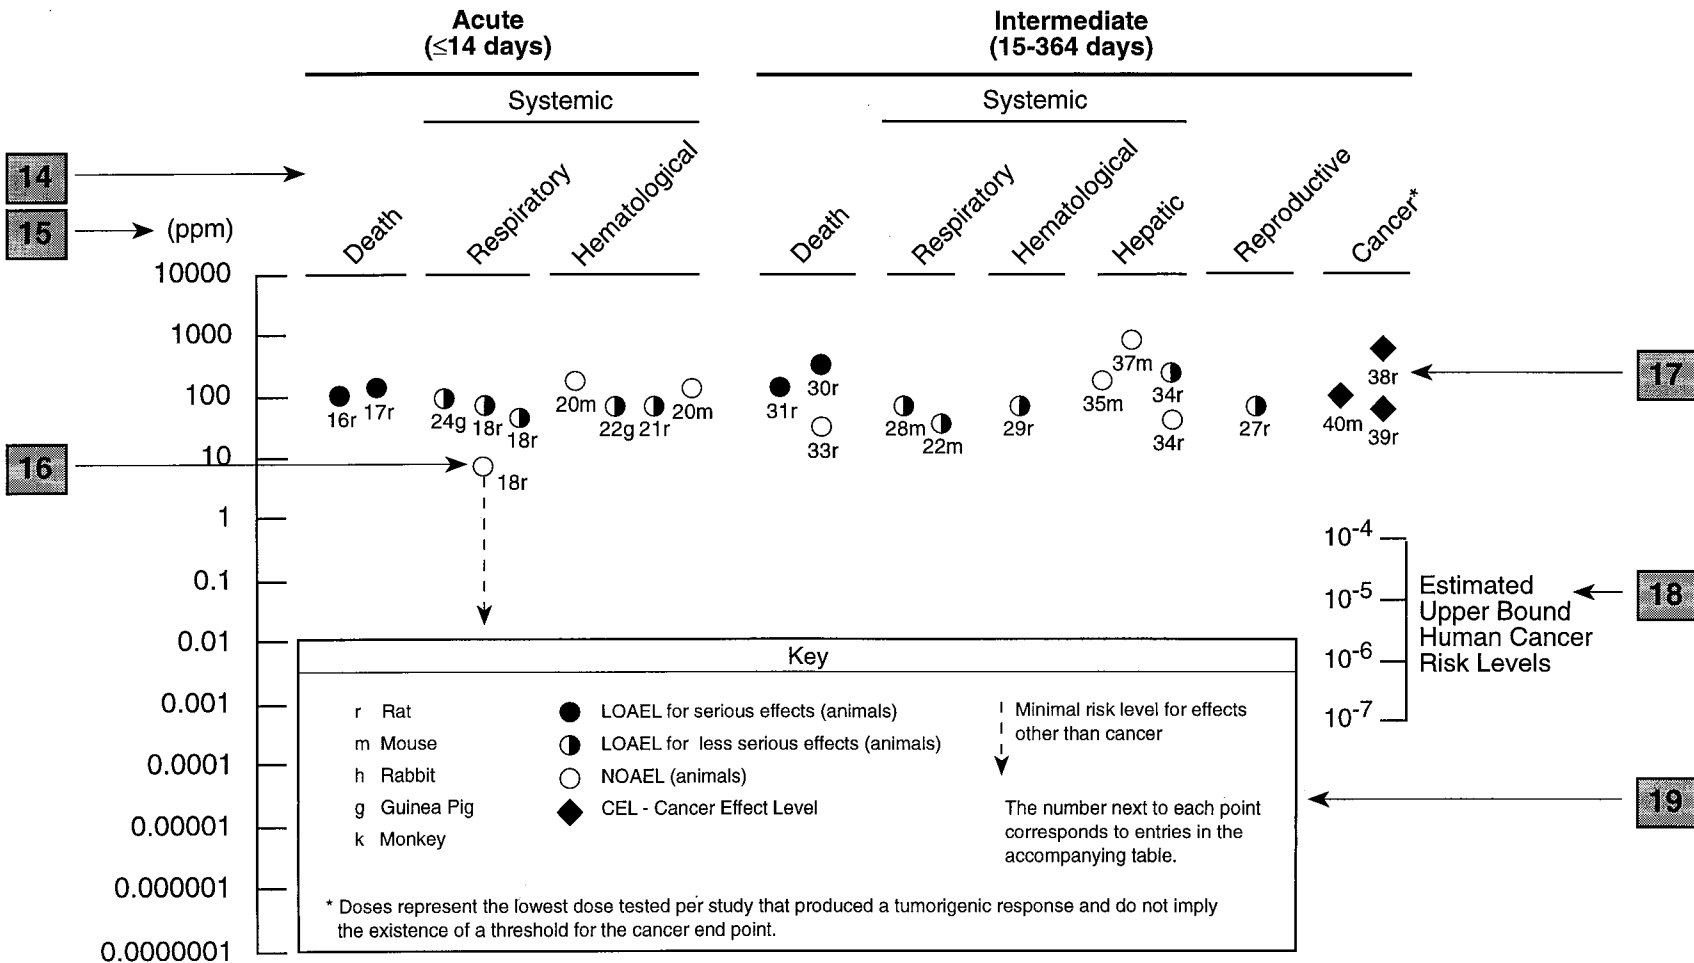 Acute
(≤14 days)
Intermediate
(15-364 days)
Systemic
Systemic
14
15
(ppm)
Death
Respiratory
Hematological
Death
Respiratory
Hematological
Hepatic
Reproductive
Cancer*
10000
1000
100
10
1
0.1
0.01
0.001
0.0001
0.00001
0.000001
0.0000001
16r
17r
24g
18r
18r
18r
20m
22g
21r
20m
31r
30r
33r
28m
22m
29r
35m
37m
34r
34r
27r
40m
38r
39r
16
17
10-4
10-5
10-6
10-7
Estimated
Upper Bound
Human Cancer
Risk Levels
18
19
Key
r Rat
m Mouse
h Rabbit
g Guinea Pig
k Monkey
LOAEL for serious effects (animals)
LOAEL for less serious effects (animals)
NOAEL (animals)
CEL - Cancer Effect Level
Minimal risk level for effects
other than cancer
The number next to each point
corresponds to entries in the
accompanying table.
* Doses represent the lowest dose tested per study that produced a tumorigenic response and do not imply
the existence of a threshold for the cancer end point.